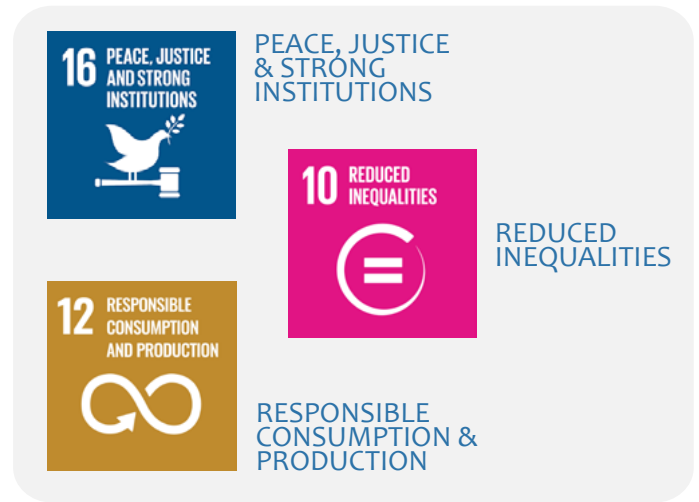 16 PEACE, JUSTICE
AND STRONG
INSTITUTIONS
PEACE, JUSTICE
& STRONG
INSTITUTIONS
10 REDUCED
INEQUALITIES
REDUCED
INEQUALITIES
12 RESPONSIBLE
CONSUMPTION
AND PRODUCTION
RESPONSIBLE
CONSUMPTION &
PRODUCTION